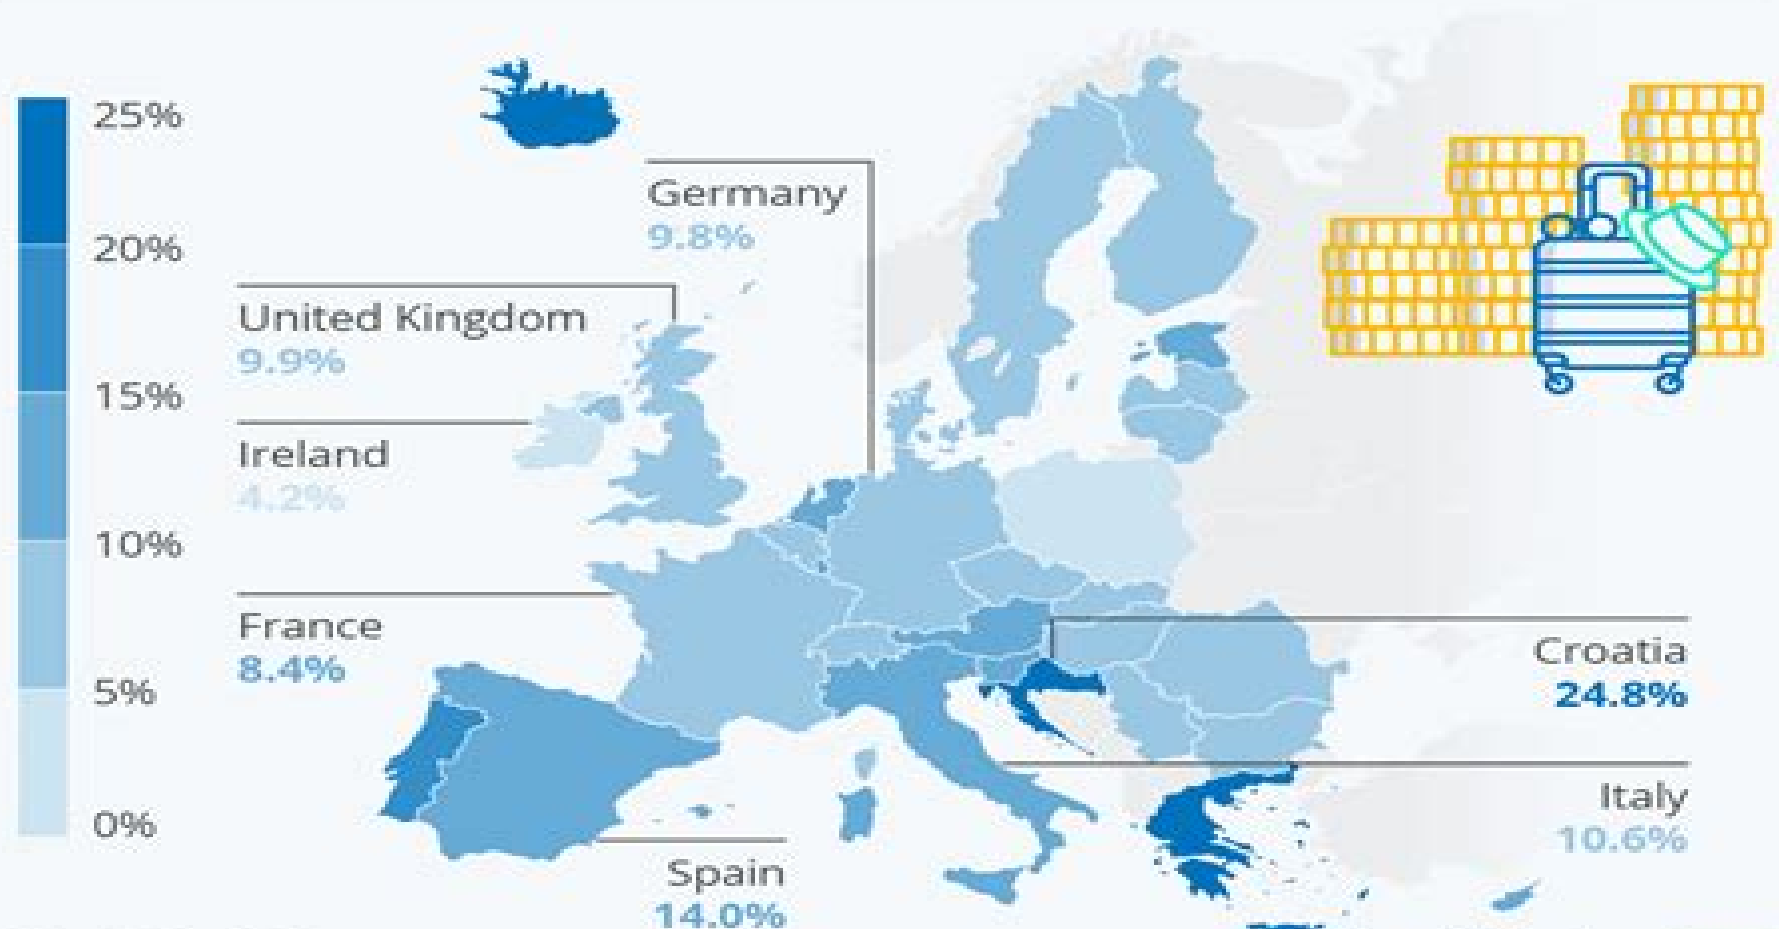 25%
20%
15%
10%
5%
0%
Germany
9.8%
United Kingdom
9.9%
Ireland
4.2%
France
8.4%
Croatia
24.8%
Italy
10.6%
Spain
14.0%